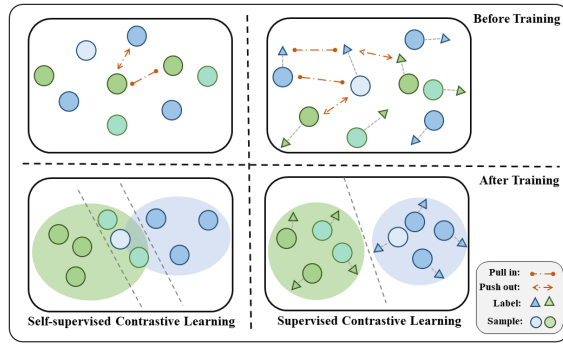 Before Training
After Training
Self-supervised Contrastive Learning
Supervised Contrastive Learning
Pull in:
Push out:
Label:
Sample: